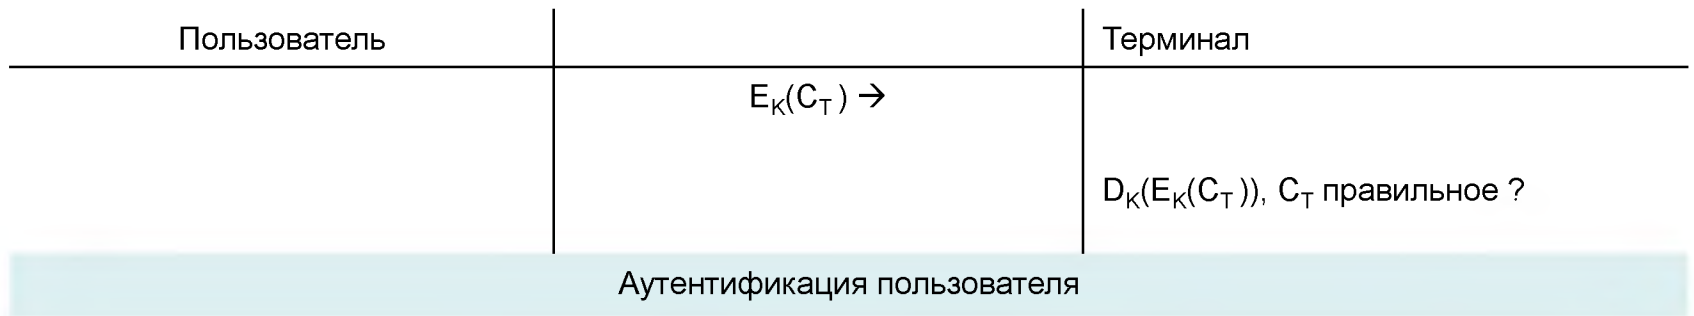 Пользователь
Терминал
E_K(C_T) →
D_K(E_K(C_T)), C_T правильное ?
Аутентификация пользователя